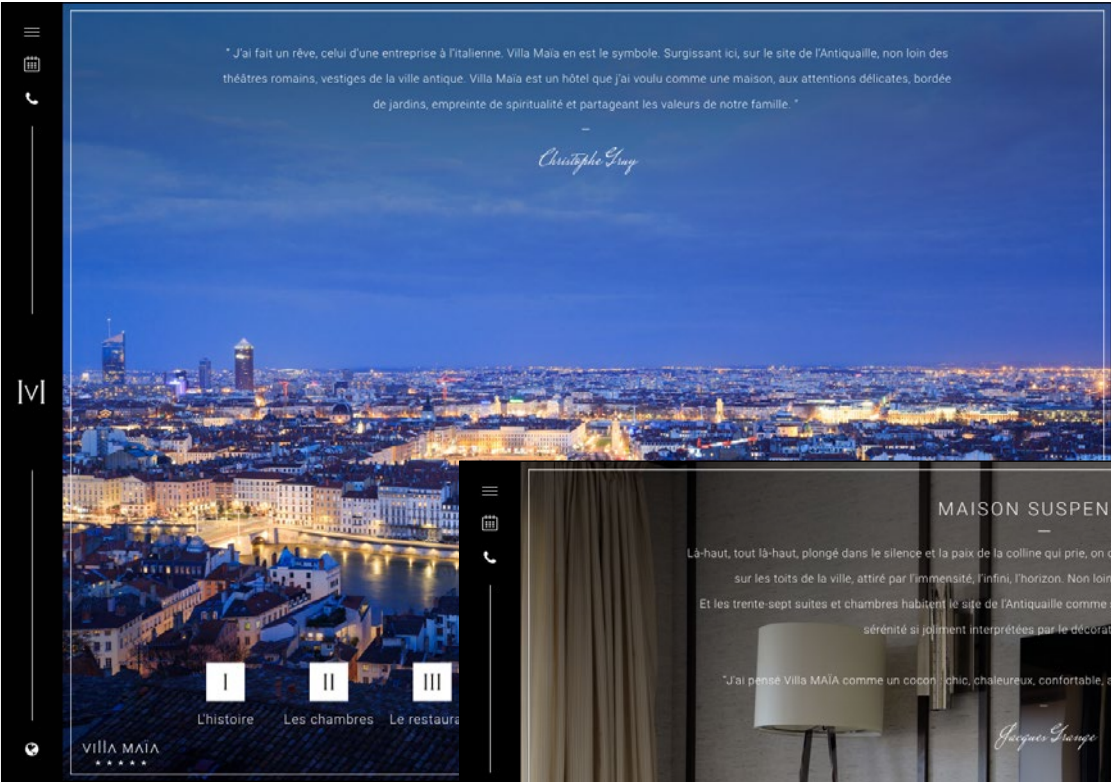 " J'ai fait un rêve, celui d'une entreprise à l'italienne. Villa Maïa en est le symbole. Surgissant ici, sur le site de l'Antiquaille, non loin des
théâtres romains, vestiges de la ville antique. Villa Maïa est un hôtel que j'ai voulu comme une maison, aux attentions délicates, bordée
de jardins, empreinte de spiritualité et partageant les valeurs de notre famille. "
Christophe Gruy
|V|
I II III
L'histoire Les chambres Le restaura
VIllA MAÏA
MAISON SUSPEN
Là-haut, tout là-haut, plongé dans le silence et la paix de la colline qui prie, on
sur les toits de la ville, attiré par l'immensité, l'infini, l'horizon. Non loin
Et les trente-sept suites et chambres habitent le site de l'Antiquaille comme
sérénité si joliment interprétées par le décorat
"J'ai pensé Villa MAÏA comme un cocon : chic, chaleureux, confortable, a
Jacques Grange